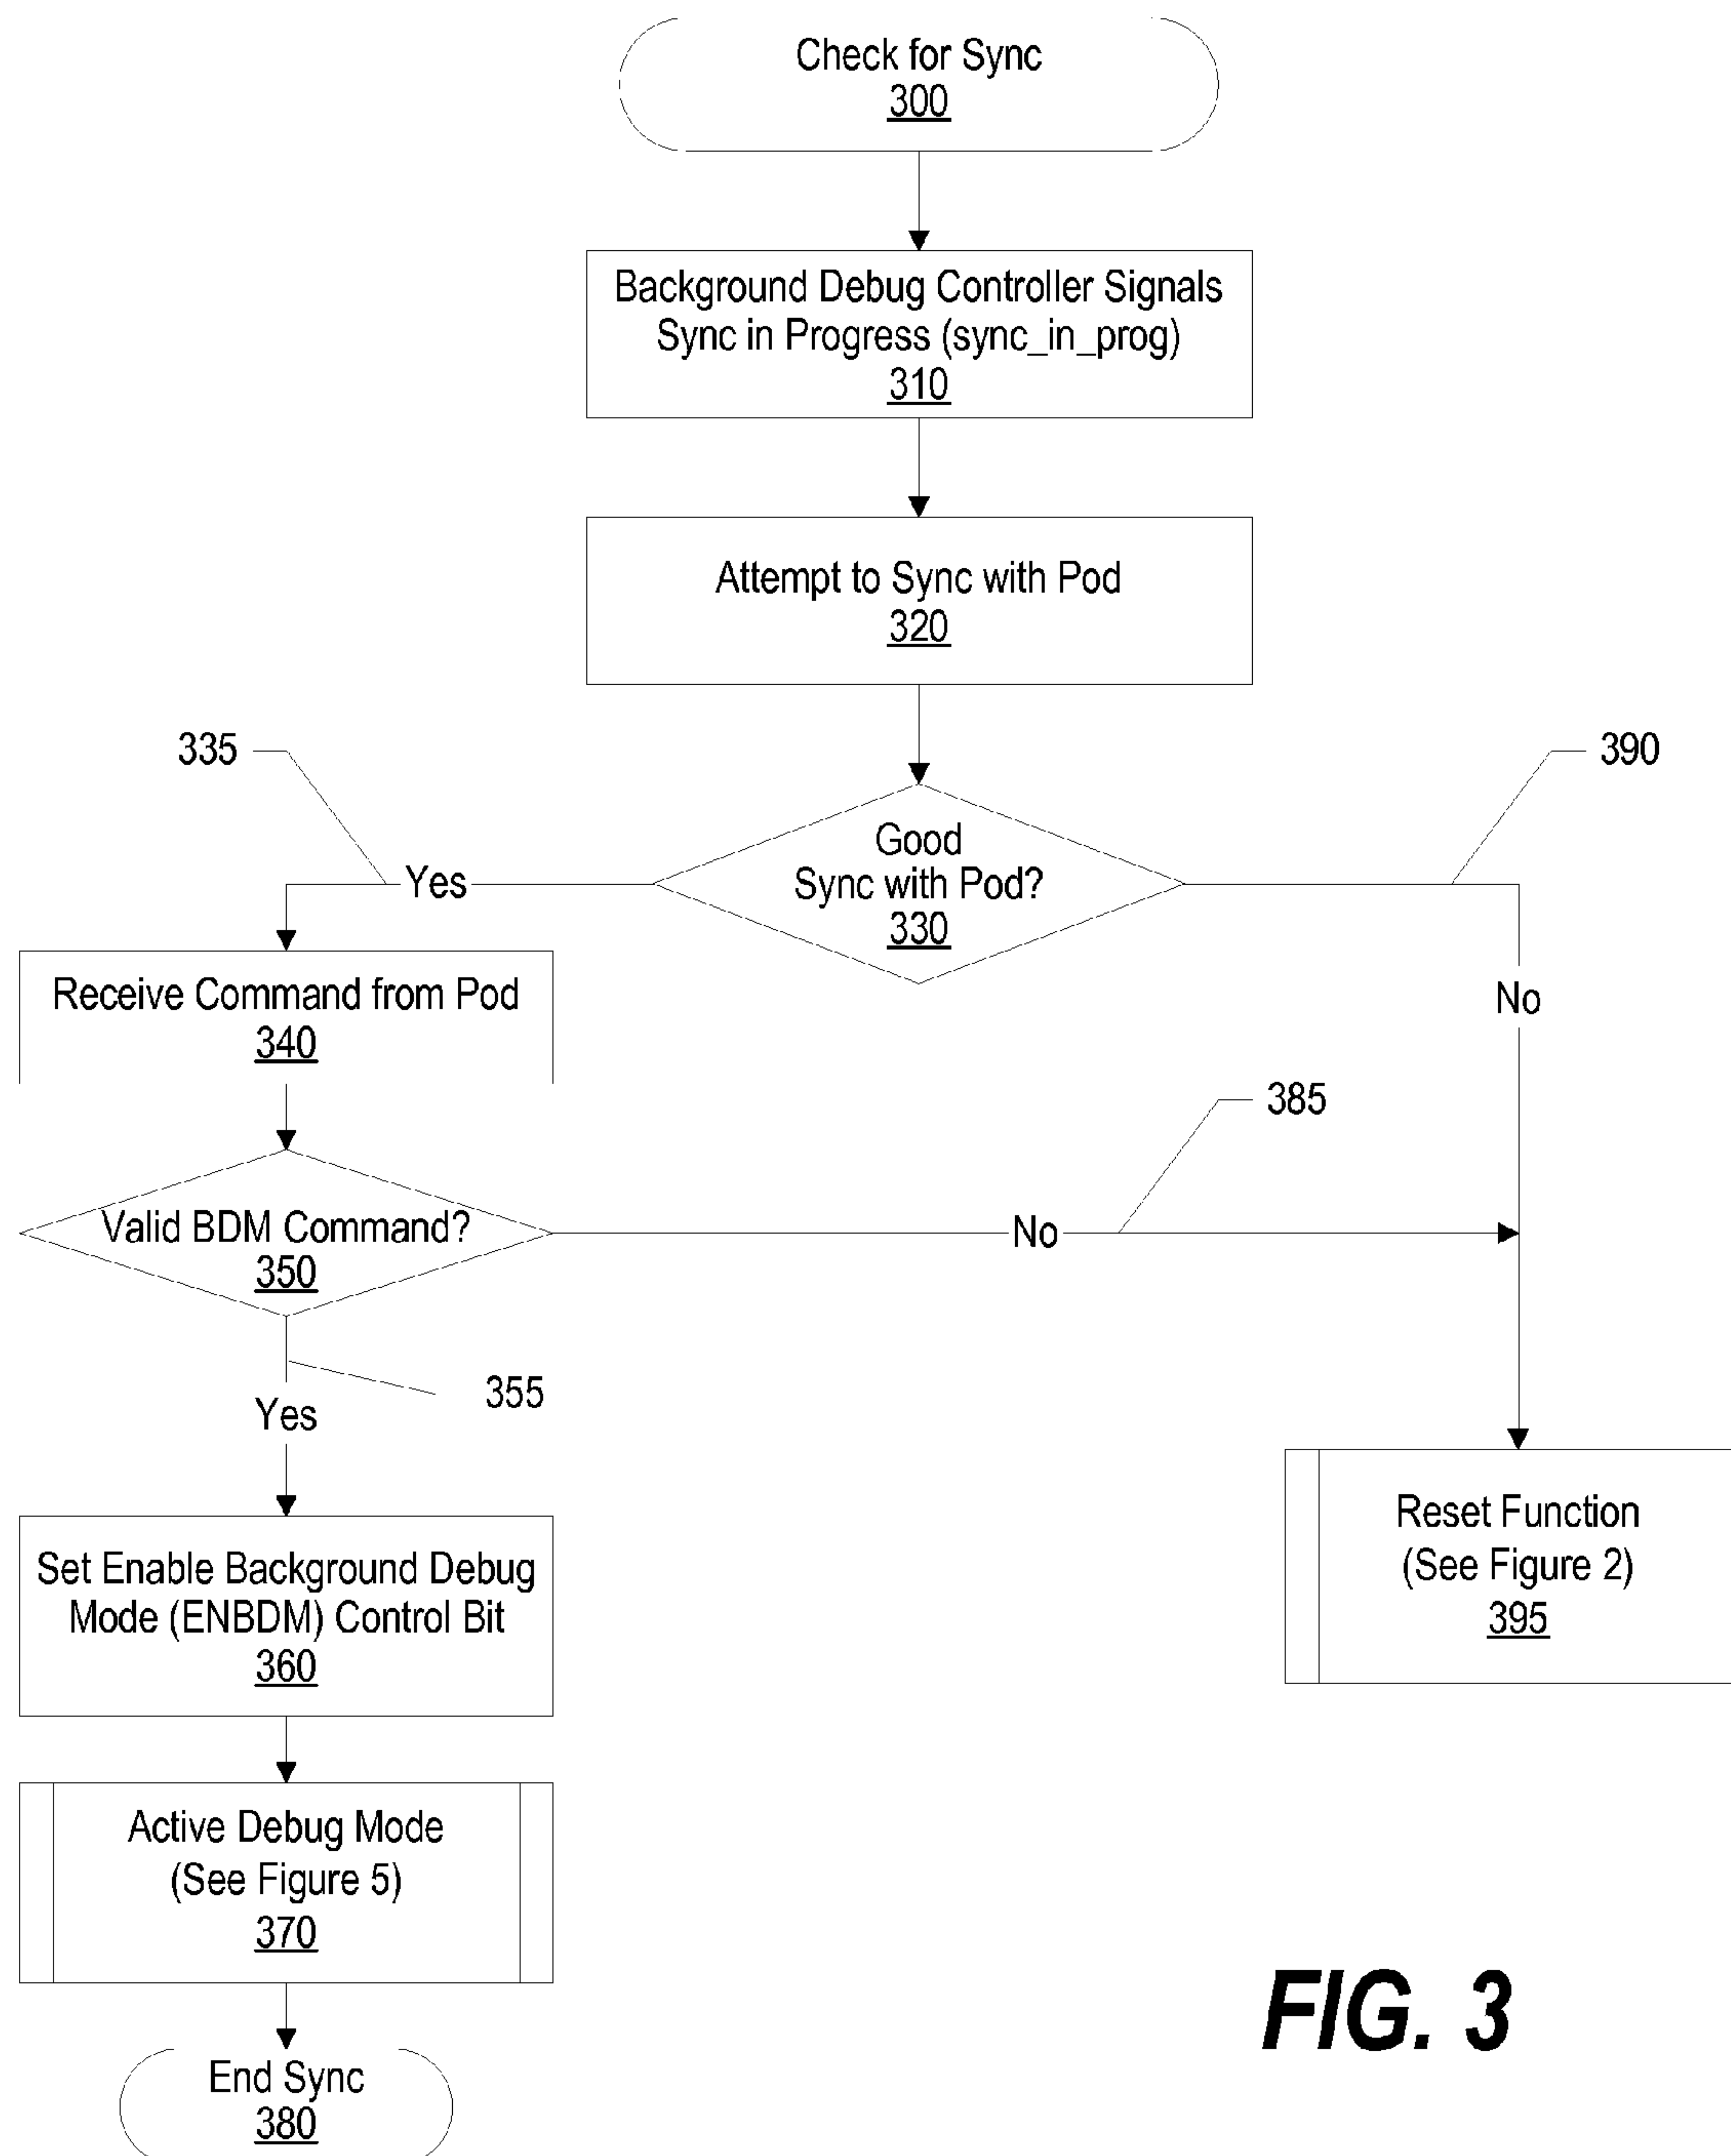 Check for Sync
300
Background Debug Controller Signals
Sync in Progress (sync_in_prog)
310
Attempt to Sync with Pod
320
335
390
Good
Sync with Pod?
330
Yes
No
Receive Command from Pod
340
385
Valid BDM Command?
350
No
355
Yes
Set Enable Background Debug
Mode (ENBDM) Control Bit
360
Reset Function
(See Figure 2)
395
Active Debug Mode
(See Figure 5)
370
End Sync
380
FIG. 3